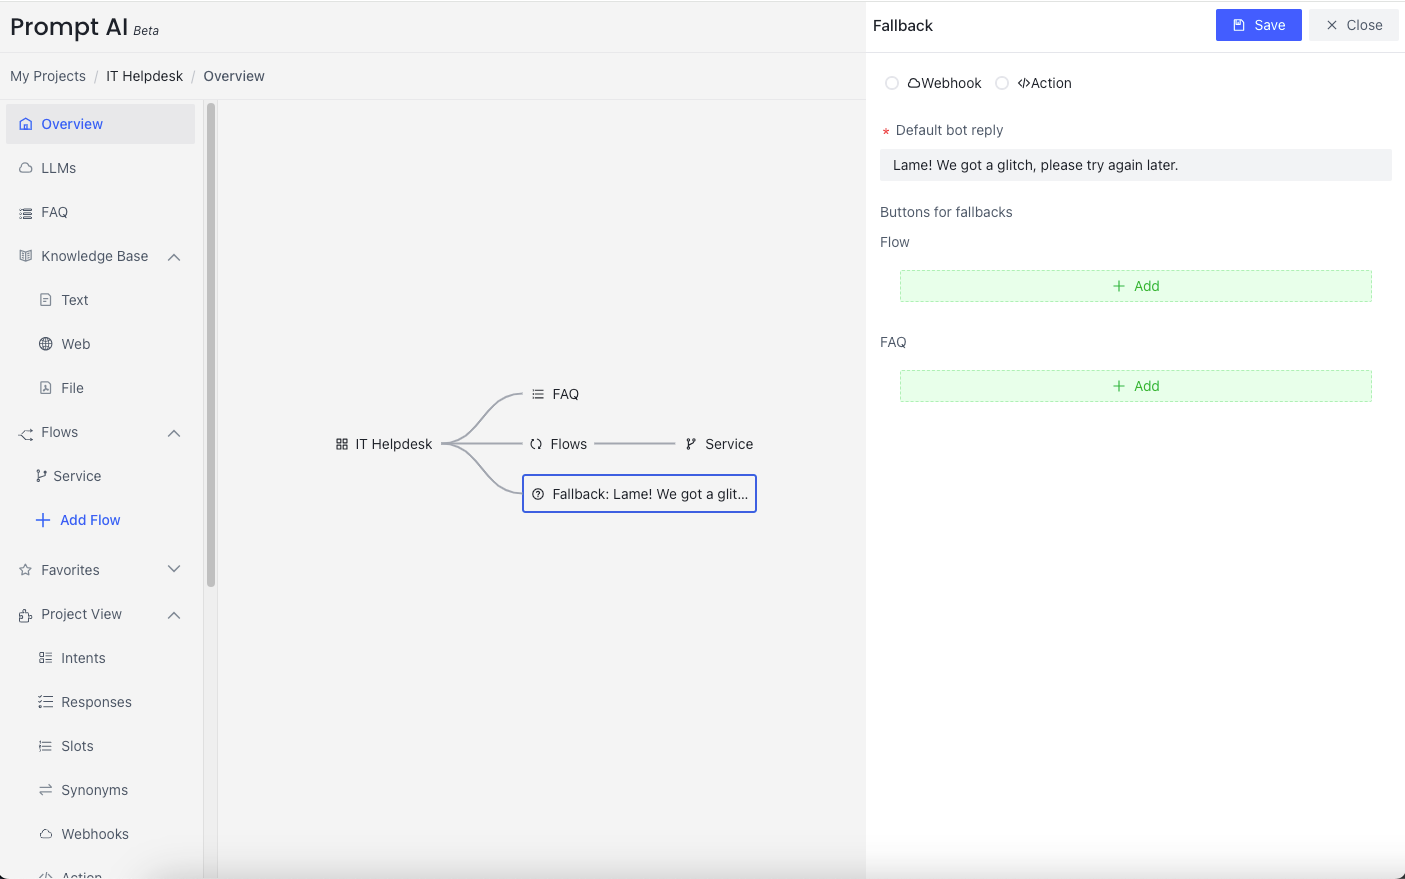 Prompt AI Beta
My Projects / IT Helpdesk / Overview
Overview
LLMs
FAQ
Knowledge Base
Text
Web
File
Flows
Service
Add Flow
Favorites
Project View
Intents
Responses
Slots
Synonyms
Webhooks
Action
IT Helpdesk
FAQ
Flows
Service
Fallback: Lame! We got a glit...
Fallback
Save
Close
Webhook
Action
* Default bot reply
Lame! We got a glitch, please try again later.
Buttons for fallbacks
Flow
+ Add
FAQ
+ Add